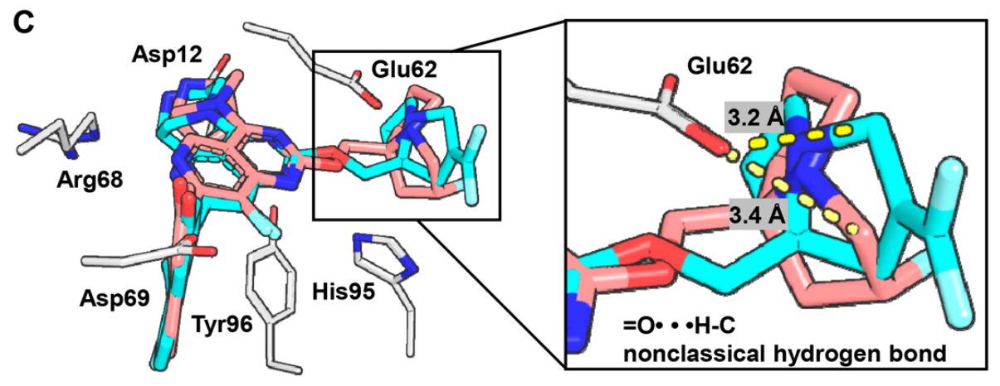 C
Asp12
Glu62
Arg68
Asp69
Tyr96
His95
Glu62
3.2 Å
3.4 Å
=O• • •H-C
nonclassical hydrogen bond